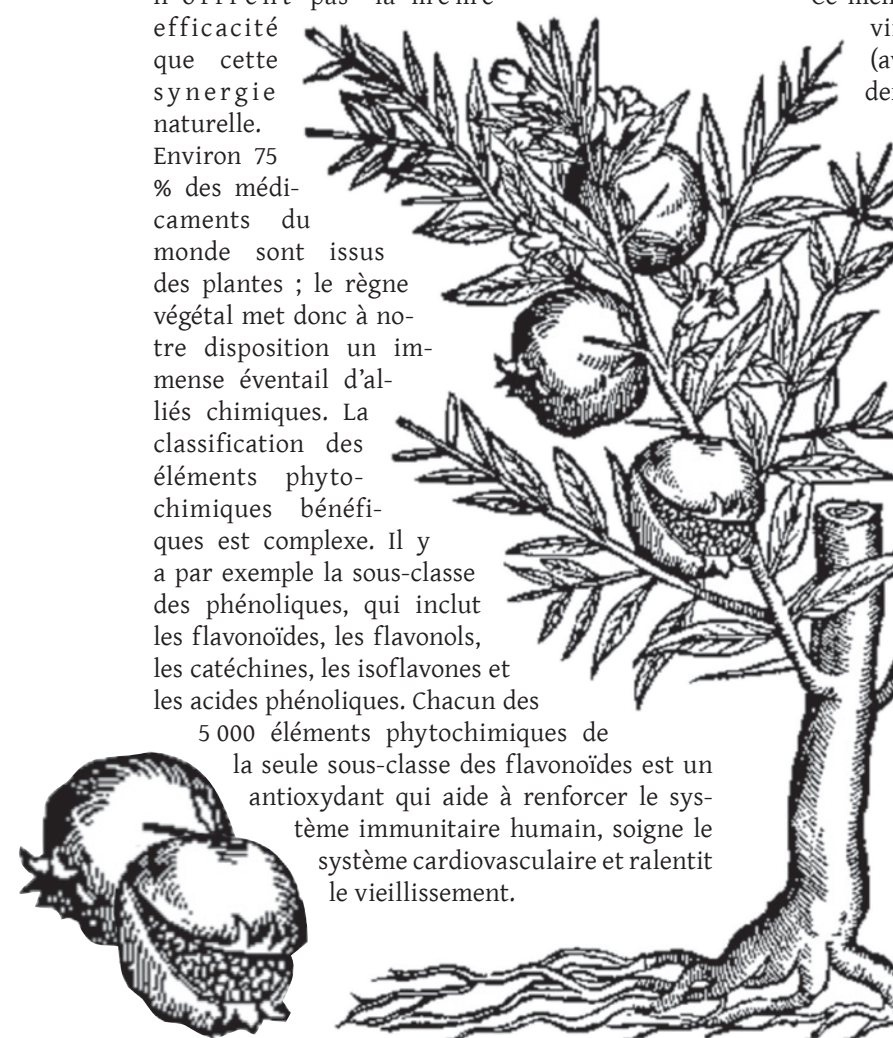 efficacité
que cette
synergie
naturelle.
Environ 75
% des médi-
caments du
monde sont issus
des plantes ; le règne
végétal met donc à no-
tre disposition un im-
mense éventail d’al-
liés chimiques. La
classification des
éléments phyto-
chimiques bénéfi-
ques est complexe. Il y
a par exemple la sous-classe
des phénoliques, qui inclut
les flavonoïdes, les flavonols,
les catéchines, les isoflavones et
les acides phénoliques. Chacun des
5 000 éléments phytochimiques de
la seule sous-classe des flavonoïdes est un
antioxydant qui aide à renforcer le sys-
tème immunitaire humain, soigne le
système cardiovasculaire et ralentit
le vieillissement.